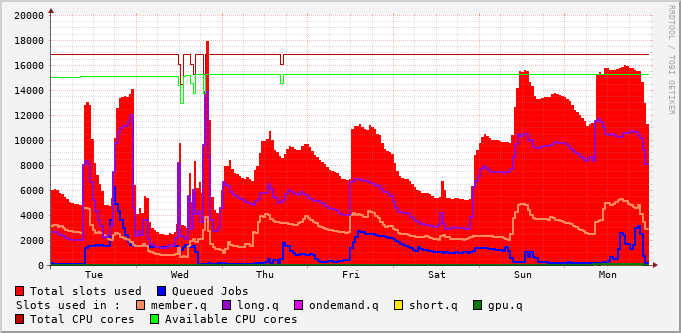 20000
18000
16000
14000
12000
10000
8000
6000
4000
2000
0
Tue Wed Thu Fri Sat Sun Mon
Total slots used Queued Jobs
Slots used in : member.q long.q ondemand.q short.q gpu.q
Total CPU cores Available CPU cores
RRDTOOL / TOBI OETIKER